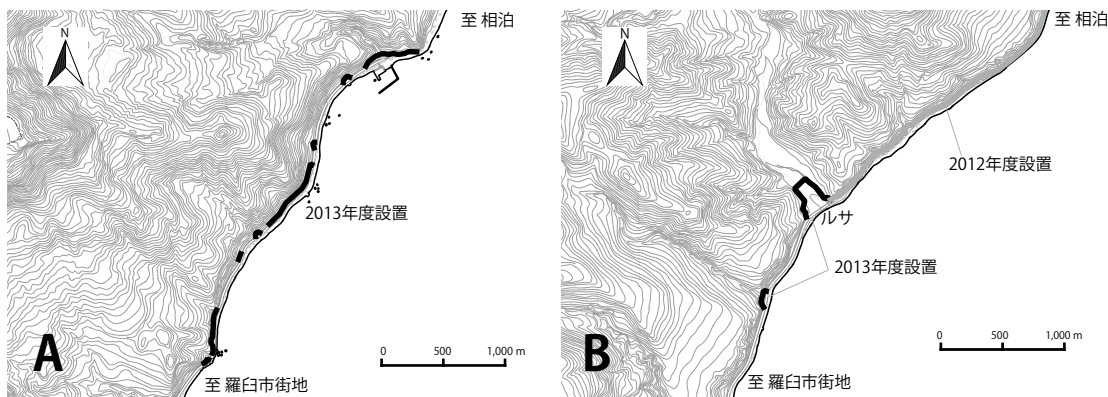 至 相泊
N
2013年度設置
A
0 500 1,000 m
至 羅臼市街地
至 相泊
N
2012年度設置
ルサ
2013年度設置
B
0 500 1,000 m
至 羅臼市街地